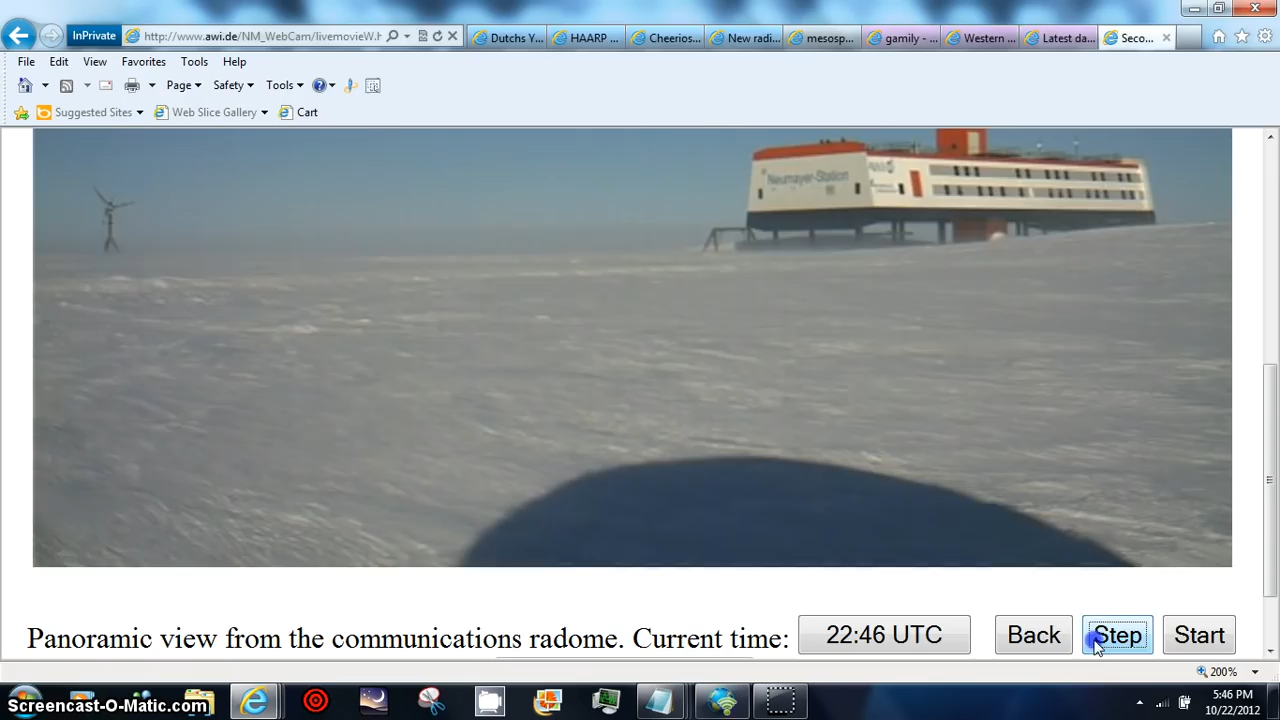 InPrivate
http://www.awi.de/NM_WebCam/livemovieW.h
Dutchs Y...
HAARP ...
Cheerios...
New radi...
mesosp...
gamily - ...
Western ...
Latest da...
Seco...
File Edit View Favorites Tools Help
Page Safety Tools
Suggested Sites Web Slice Gallery Cart
Neumayer-Station
Panoramic view from the communications radome. Current time: 22:46 UTC Back Step Start
200%
Screencast-O-Matic.com
5:46 PM
10/22/2012